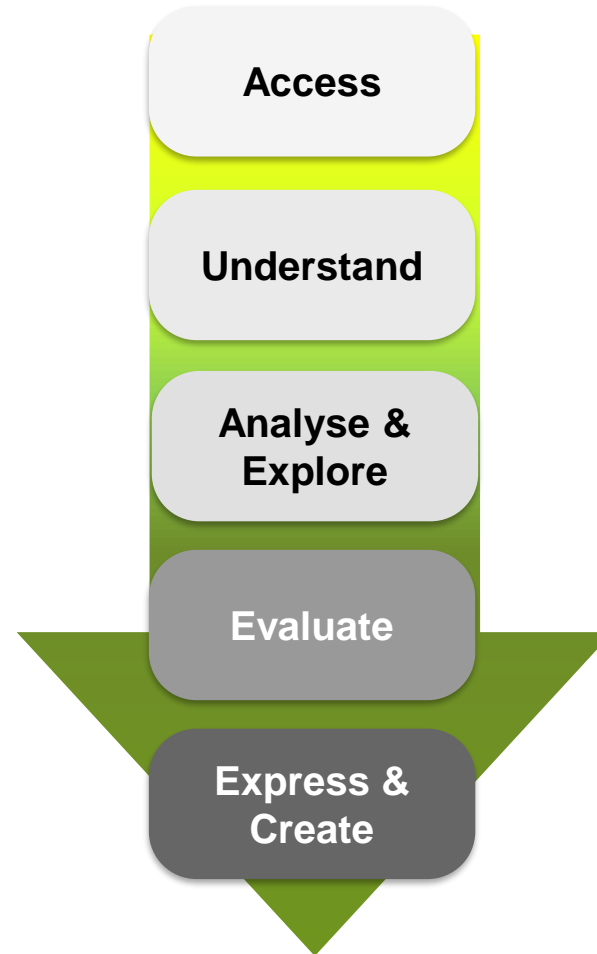 Access
Understand
Analyse &
Explore
Evaluate
Express &
Create